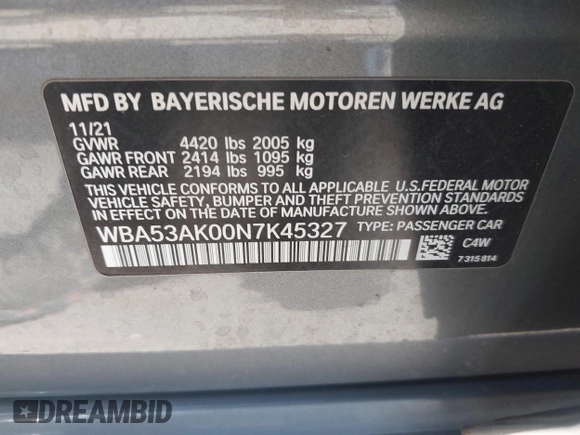 MFD BY BAYERISCHE MOTOREN WERKE AG
11/21
GVWR 4420 lbs 2005 kg
GAWR FRONT 2414 lbs 1095 kg
GAWR REAR 2194 lbs 995 kg
THIS VEHICLE CONFORMS TO ALL APPLICABLE U.S.FEDERAL MOTOR
VEHICLE SAFETY, BUMPER AND THEFT PREVENTION STANDARDS
IN EFFECT ON THE DATE OF MANUFACTURE SHOWN ABOVE.
WBA53AK00N7K45327 TYPE: PASSENGER CAR
C4W
7315814
DREAMBID